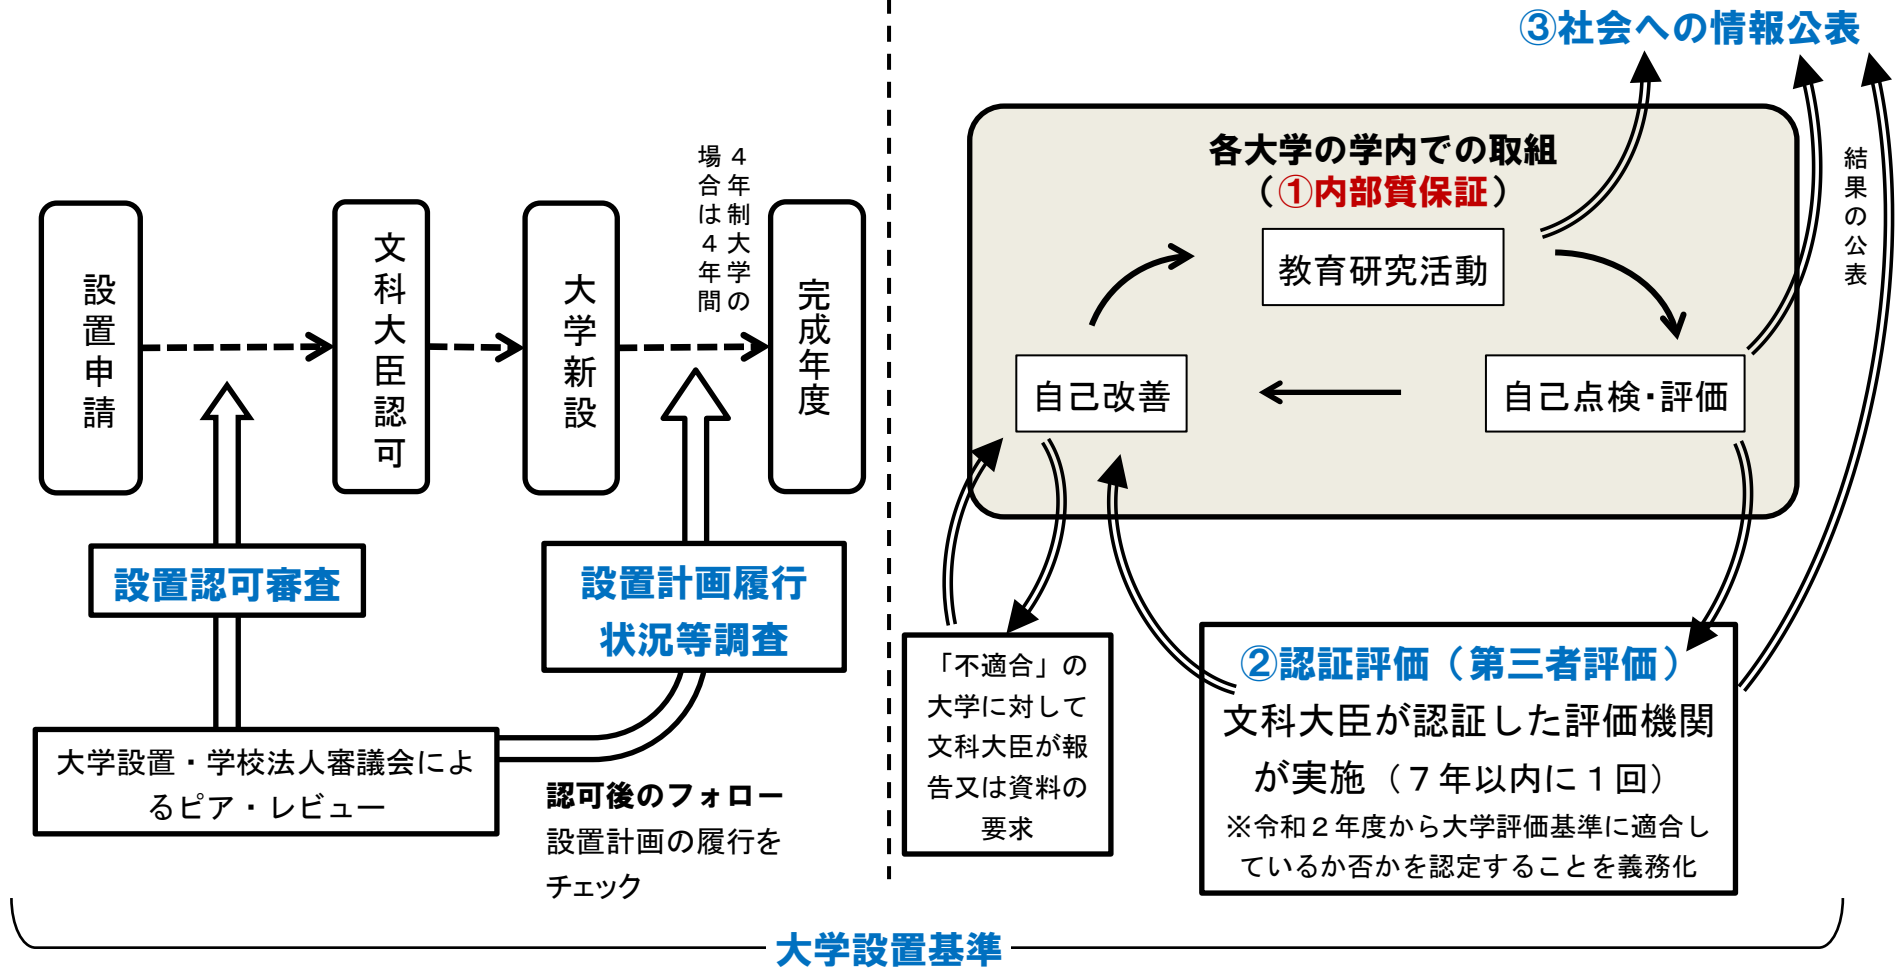 ③社会への情報公表
各大学の学内での取組
（①内部質保証）
教育研究活動
自己点検・評価
自己改善
結果の公表
４年制大学の
場合は４年間
設置申請
文科大臣認可
大学新設
完成年度
設置認可審査
設置計画履行
状況等調査
大学設置・学校法人審議会によ
るピア・レビュー
認可後のフォロー
設置計画の履行を
チェック
「不適合」の
大学に対して
文科大臣が報
告又は資料の
要求
②認証評価（第三者評価）
文科大臣が認証した評価機関
が実施（７年以内に１回）
※令和２年度から大学評価基準に適合し
ているか否かを認定することを義務化
大学設置基準